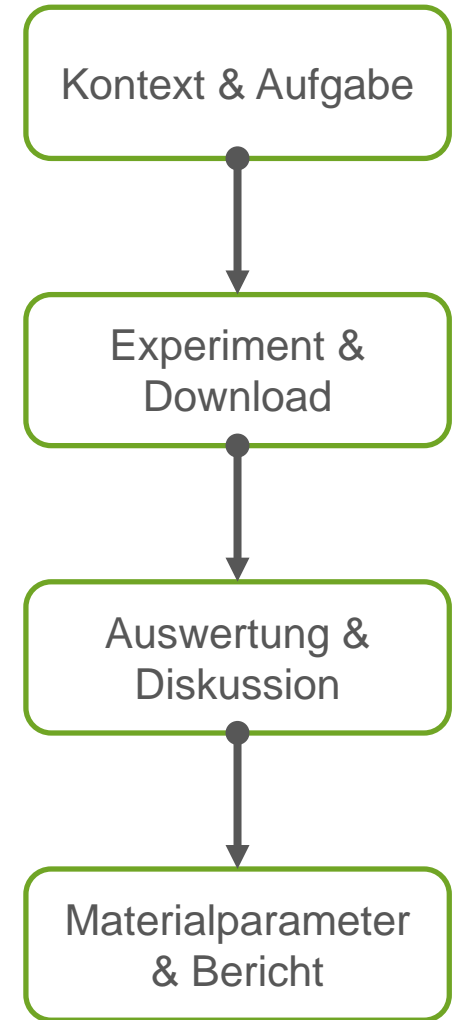 Kontext & Aufgabe
Experiment &
Download
Auswertung &
Diskussion
Materialparameter
& Bericht